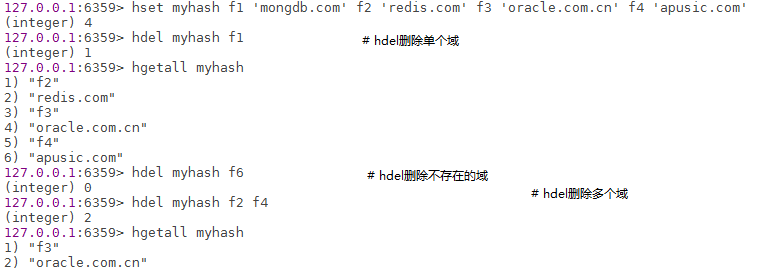 127.0.0.1:6359> hset myhash f1 'mongdb.com' f2 'redis.com' f3 'oracle.com.cn' f4 'apusic.com'
(integer) 4
127.0.0.1:6359> hdel myhash f1 # hdel删除单个域
(integer) 1
127.0.0.1:6359> hgetall myhash
1) "f2"
2) "redis.com"
3) "f3"
4) "oracle.com.cn"
5) "f4"
6) "apusic.com"
127.0.0.1:6359> hdel myhash f6 # hdel删除不存在的域
(integer) 0
127.0.0.1:6359> hdel myhash f2 f4 # hdel删除多个域
(integer) 2
127.0.0.1:6359> hgetall myhash
1) "f3"
2) "oracle.com.cn"